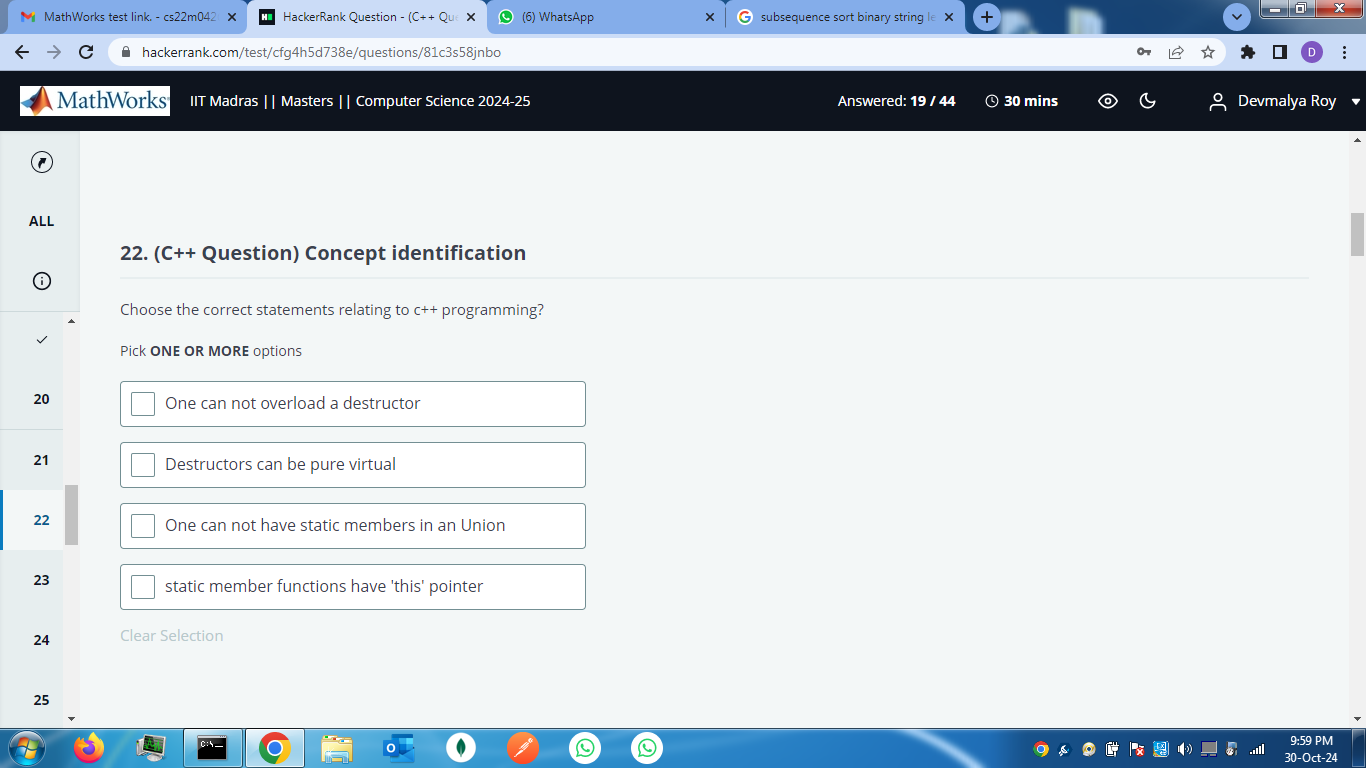 MathWorks test link. - cs22m042
HackerRank Question - (C++ Qu
(6) WhatsApp
subsequence sort binary string le
hackerrank.com/test/cfg4h5d738e/questions/81c3s58jnbo
D
MathWorks
IIT Madras || Masters || Computer Science 2024-25
Answered: 19 / 44
30 mins
Devmalya Roy
ALL
20
21
22
23
24
25
22. (C++ Question) Concept identification
Choose the correct statements relating to c++ programming?
Pick ONE OR MORE options
One can not overload a destructor
Destructors can be pure virtual
One can not have static members in an Union
static member functions have 'this' pointer
Clear Selection
9:59 PM
30-Oct-24